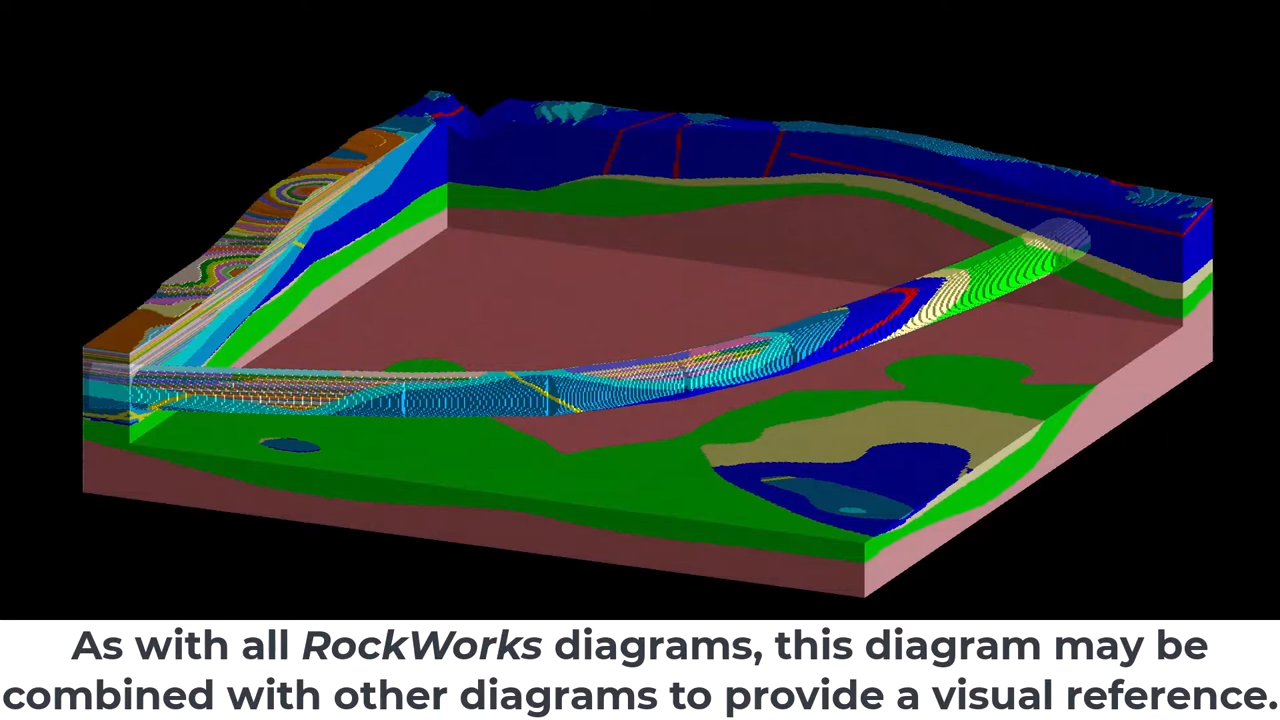 As with all RockWorks diagrams, this diagram may be
combined with other diagrams to provide a visual reference.